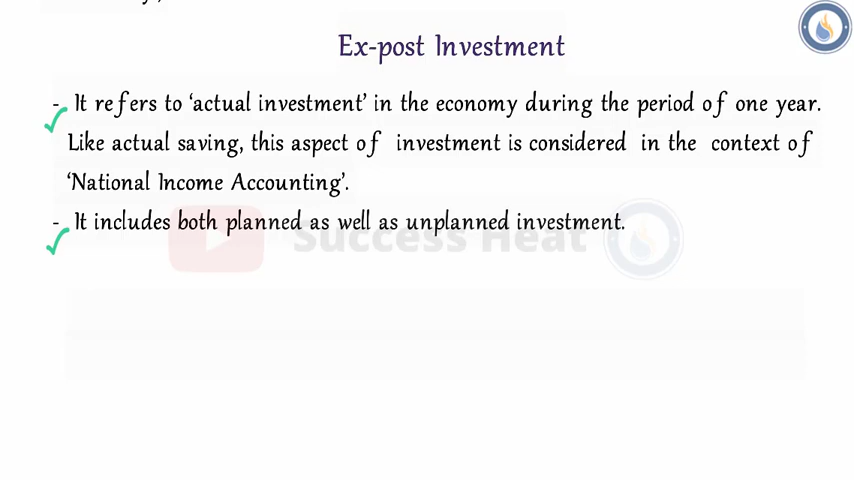 Ex-post Investment
- It refers to 'actual investment' in the economy during the period of one year.
Like actual saving, this aspect of investment is considered in the context of
'National Income Accounting'.
- It includes both planned as well as unplanned investment.
Success Heat